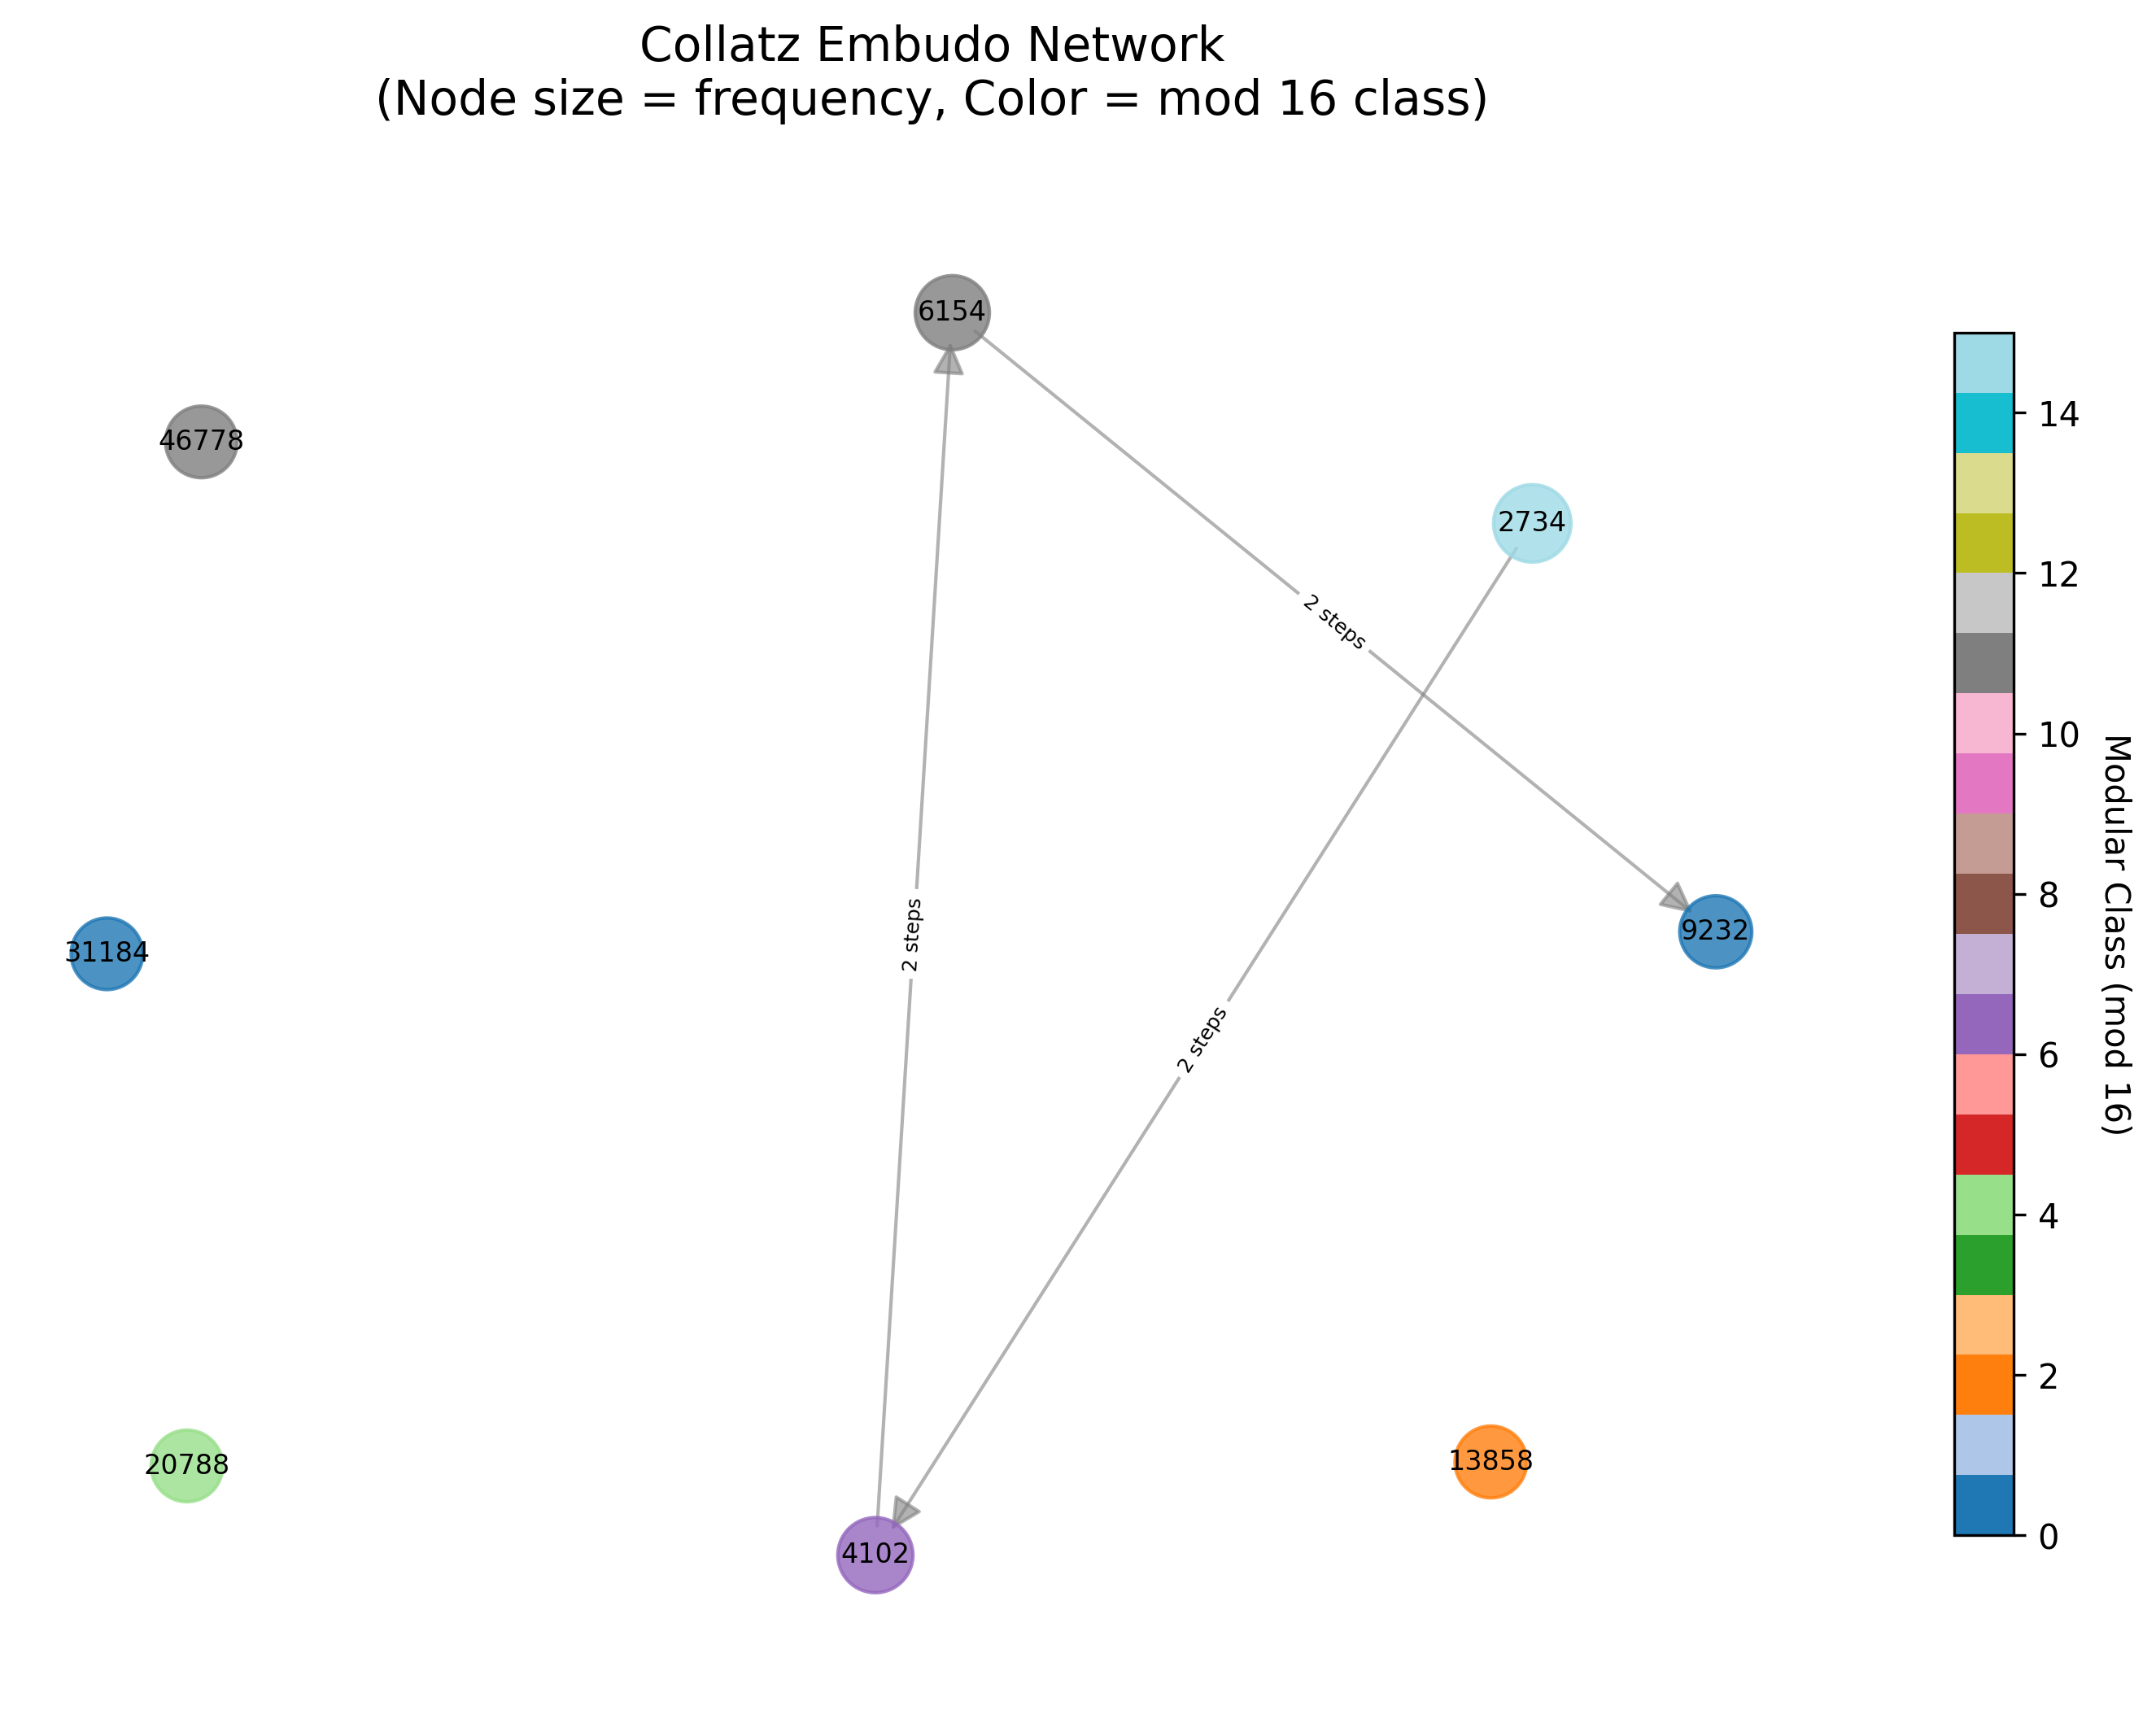 Collatz Embudo Network
(Node size = frequency, Color = mod 16 class)
6154
46778
2734
2 steps
31184
2 steps
9232
2 steps
20788
13858
4102
14
12
10
8
6
4
2
0
Modular Class (mod 16)